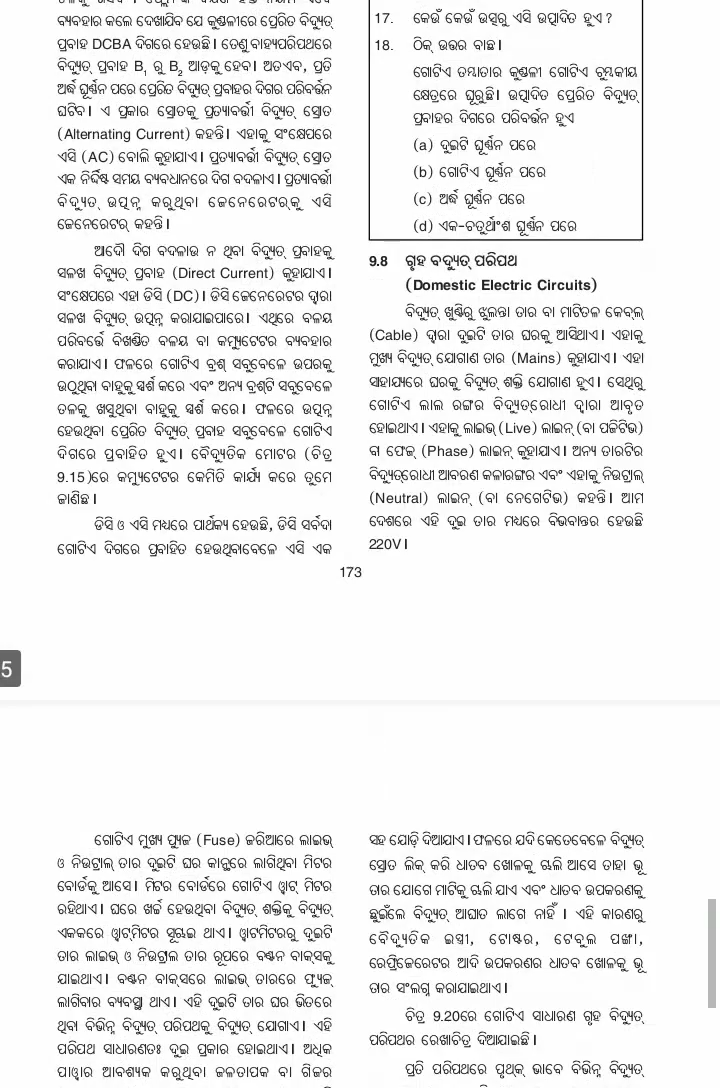 ବ୍ୟବହାର କଲେ ଦେଖାଯିବ ଯେ କୁଣ୍ଡଳୀରେ ପ୍ରେରିତ ବିଦ୍ୟୁତ୍
ପ୍ରବାହ DCBA ଦିଗରେ ହେଉଛି। ତେଣୁ ବାହ୍ୟପରିପଥରେ
ବିଦ୍ୟୁତ୍ ପ୍ରବାହ B₁ ରୁ B₂ ଆଡ଼କୁ ହେବ। ଅତଏବ, ପ୍ରତି
ଅର୍ଦ୍ଧ ଘୂର୍ଣ୍ଣନ ପରେ ପ୍ରେରିତ ବିଦ୍ୟୁତ୍ ପ୍ରବାହର ଦିଗର ପରିବର୍ତ୍ତନ
ଘଟିବ। ଏ ପ୍ରକାର ସ୍ରୋତକୁ ପ୍ରତ୍ୟାବର୍ତ୍ତୀ ବିଦ୍ୟୁତ୍ ସ୍ରୋତ
(Alternating Current) କହନ୍ତି। ଏହାକୁ ସଂକ୍ଷେପରେ
ଏସି (AC) ବୋଲି କୁହାଯାଏ। ପ୍ରତ୍ୟାବର୍ତ୍ତୀ ବିଦ୍ୟୁତ୍ ସ୍ରୋତ
ଏକ ନିର୍ଦ୍ଦିଷ୍ଟ ସମୟ ବ୍ୟବଧାନରେ ଦିଗ ବଦଳାଏ। ପ୍ରତ୍ୟାବର୍ତ୍ତୀ
ବିଦ୍ୟୁତ୍ ଉତ୍ପନ୍ନ କରୁଥିବା ଜେନେରେଟର୍‌କୁ ଏସି
ଜେନେରେଟର୍ କହନ୍ତି।
ଆଦୌ ଦିଗ ବଦଳାଉ ନ ଥିବା ବିଦ୍ୟୁତ୍ ପ୍ରବାହକୁ
ସଳଖ ବିଦ୍ୟୁତ୍ ପ୍ରବାହ (Direct Current) କୁହାଯାଏ।
ସଂକ୍ଷେପରେ ଏହା ଡିସି (DC)। ଡିସି ଜେନେରେଟର ଦ୍ୱାରା
ସଳଖ ବିଦ୍ୟୁତ୍ ଉତ୍ପନ୍ନ କରାଯାଇପାରେ। ଏଥିରେ ବଳୟ
ପରିବର୍ତ୍ତେ ବିଖଣ୍ଡିତ ବଳୟ ବା କମ୍ୟୁଟେଟର ବ୍ୟବହାର
କରାଯାଏ। ଫଳରେ ଗୋଟିଏ ବ୍ରଶ୍ ସବୁବେଳେ ଉପରକୁ
ଉଠୁଥିବା ବାହୁକୁ ସ୍ପର୍ଶ କରେ ଏବଂ ଅନ୍ୟ ବ୍ରଶ୍‌ଟି ସବୁବେଳେ
ତଳକୁ ଖସୁଥିବା ବାହୁକୁ ସ୍ପର୍ଶ କରେ। ଫଳରେ ଉତ୍ପନ୍ନ
ହେଉଥିବା ପ୍ରେରିତ ବିଦ୍ୟୁତ୍ ପ୍ରବାହ ସବୁବେଳେ ଗୋଟିଏ
ଦିଗରେ ପ୍ରବାହିତ ହୁଏ। ବୈଦ୍ୟୁତିକ ମୋଟର (ଚିତ୍ର
9.15)ରେ କମ୍ୟୁଟେଟର କେମିତି କାର୍ଯ୍ୟ କରେ ତୁମେ
ଜାଣିଛ।
ଡିସି ଓ ଏସି ମଧ୍ୟରେ ପାର୍ଥକ୍ୟ ହେଉଛି, ଡିସି ସର୍ବଦା
ଗୋଟିଏ ଦିଗରେ ପ୍ରବାହିତ ହେଉଥିବାବେଳେ ଏସି ଏକ
17. କେଉଁ କେଉଁ ଉତ୍ସରୁ ଏସି ଉତ୍ପାଦିତ ହୁଏ ?
18. ଠିକ୍ ଉତ୍ତର ବାଛ।
ଗୋଟିଏ ତମ୍ବାତାର କୁଣ୍ଡଳୀ ଗୋଟିଏ ଚୁମ୍ବକୀୟ
କ୍ଷେତ୍ରରେ ଘୂରୁଛି। ଉତ୍ପାଦିତ ପ୍ରେରିତ ବିଦ୍ୟୁତ୍
ପ୍ରବାହର ଦିଗରେ ପରିବର୍ତ୍ତନ ହୁଏ
(a) ଦୁଇଟି ଘୂର୍ଣ୍ଣନ ପରେ
(b) ଗୋଟିଏ ଘୂର୍ଣ୍ଣନ ପରେ
(c) ଅର୍ଦ୍ଧ ଘୂର୍ଣ୍ଣନ ପରେ
(d) ଏକ-ଚତୁର୍ଥାଂଶ ଘୂର୍ଣ୍ଣନ ପରେ
9.8 ଗୃହ ବଦ୍ୟୁତ୍ ପରିପଥ
(Domestic Electric Circuits)
ବିଦ୍ୟୁତ୍ ଖୁଣ୍ଟିରୁ ଝୁଲନ୍ତା ତାର ବା ମାଟିତଳ କେବ୍‌ଲ୍
(Cable) ଦ୍ୱାରା ଦୁଇଟି ତାର ଘରକୁ ଆସିଥାଏ। ଏହାକୁ
ମୁଖ୍ୟ ବିଦ୍ୟୁତ୍ ଯୋଗାଣ ତାର (Mains) କୁହାଯାଏ। ଏହା
ସାହାଯ୍ୟରେ ଘରକୁ ବିଦ୍ୟୁତ୍ ଶକ୍ତି ଯୋଗାଣ ହୁଏ। ସେଥିରୁ
ଗୋଟିଏ ଲାଲ ରଙ୍ଗର ବିଦ୍ୟୁତ୍‌ରୋଧୀ ଦ୍ୱାରା ଆବୃତ
ହୋଇଥାଏ। ଏହାକୁ ଲାଇଭ୍ (Live) ଲାଇନ୍ (ବା ପଜିଟିଭ)
ବା ଫେଜ୍ (Phase) ଲାଇନ୍ କୁହାଯାଏ। ଅନ୍ୟ ତାରଟିର
ବିଦ୍ୟୁତ୍‌ରୋଧୀ ଆବରଣ କଳାରଙ୍ଗର ଏବଂ ଏହାକୁ ନିଉଟ୍ରାଲ୍
(Neutral) ଲାଇନ୍ (ବା ନେଗେଟିଭ) କହନ୍ତି। ଆମ
ଦେଶରେ ଏହି ଦୁଇ ତାର ମଧ୍ୟରେ ବିଭବାନ୍ତର ହେଉଛି
220V।
173
5
ଗୋଟିଏ ମୁଖ୍ୟ ଫ୍ୟୁଜ (Fuse) ଜରିଆରେ ଲାଇଭ୍
ଓ ନିଉଟ୍ରାଲ୍ ତାର ଦୁଇଟି ଘର କାନ୍ଥରେ ଲାଗିଥିବା ମିଟର
ବୋର୍ଡକୁ ଆସେ। ମିଟର ବୋର୍ଡରେ ଗୋଟିଏ ୱାଟ୍ ମିଟର
ରହିଥାଏ। ଘରେ ଖର୍ଚ୍ଚ ହେଉଥିବା ବିଦ୍ୟୁତ୍ ଶକ୍ତିକୁ ବିଦ୍ୟୁତ୍
ଏକକରେ ୱାଟ୍‌ମିଟର ସୂଚାଇ ଥାଏ। ୱାଟମିଟରରୁ ଦୁଇଟି
ତାର ଲାଇଭ୍ ଓ ନିଉଟ୍ରାଲ ତାର ରୂପରେ ବଣ୍ଟନ ବାକ୍‌ସକୁ
ଯାଇଥାଏ। ବଣ୍ଟନ ବାକ୍‌ସରେ ଲାଇଭ୍ ତାରରେ ଫ୍ୟୁଜ୍
ଲାଗିବାର ବ୍ୟବସ୍ଥା ଥାଏ। ଏହି ଦୁଇଟି ତାର ଘର ଭିତରେ
ଥିବା ବିଭିନ୍ନ ବିଦ୍ୟୁତ୍ ପରିପଥକୁ ବିଦ୍ୟୁତ୍ ଯୋଗାଏ। ଏହି
ପରିପଥ ସାଧାରଣତଃ ଦୁଇ ପ୍ରକାର ହୋଇଥାଏ। ଅଧିକ
ପାୱାର ଆବଶ୍ୟକ କରୁଥିବା ଜଳତାପକ ବା ଗିଜର
ସହ ଯୋଡ଼ି ଦିଆଯାଏ। ଫଳରେ ଯଦି କେତେବେଳେ ବିଦ୍ୟୁତ୍
ସ୍ରୋତ ଲିକ୍ କରି ଧାତବ ଖୋଳକୁ ଚାଲି ଆସେ ତାହା ଭୂ
ତାର ଯୋଗେ ମାଟିକୁ ଚାଲି ଯାଏ ଏବଂ ଧାତବ ଉପକରଣକୁ
ଛୁଇଁଲେ ବିଦ୍ୟୁତ୍ ଆଘାତ ଲାଗେ ନାହିଁ । ଏହି କାରଣରୁ
ବୈଦ୍ୟୁତିକ ଇସ୍ତ୍ରୀ, ଟୋଷ୍ଟର, ଟେବୁଲ ପଙ୍ଖା,
ରେଫ୍ରିଜେରେଟର ଆଦି ଉପକରଣର ଧାତବ ଖୋଳକୁ ଭୂ
ତାର ସଂଲଗ୍ନ କରାଯାଇଥାଏ।
ଚିତ୍ର 9.20ରେ ଗୋଟିଏ ସାଧାରଣ ଗୃହ ବିଦ୍ୟୁତ୍
ପରିପଥର ରେଖାଚିତ୍ର ଦିଆଯାଇଛି।
ପ୍ରତି ପରିପଥରେ ପୃଥକ୍ ଭାବେ ବିଭିନ୍ନ ବିଦ୍ୟୁତ୍